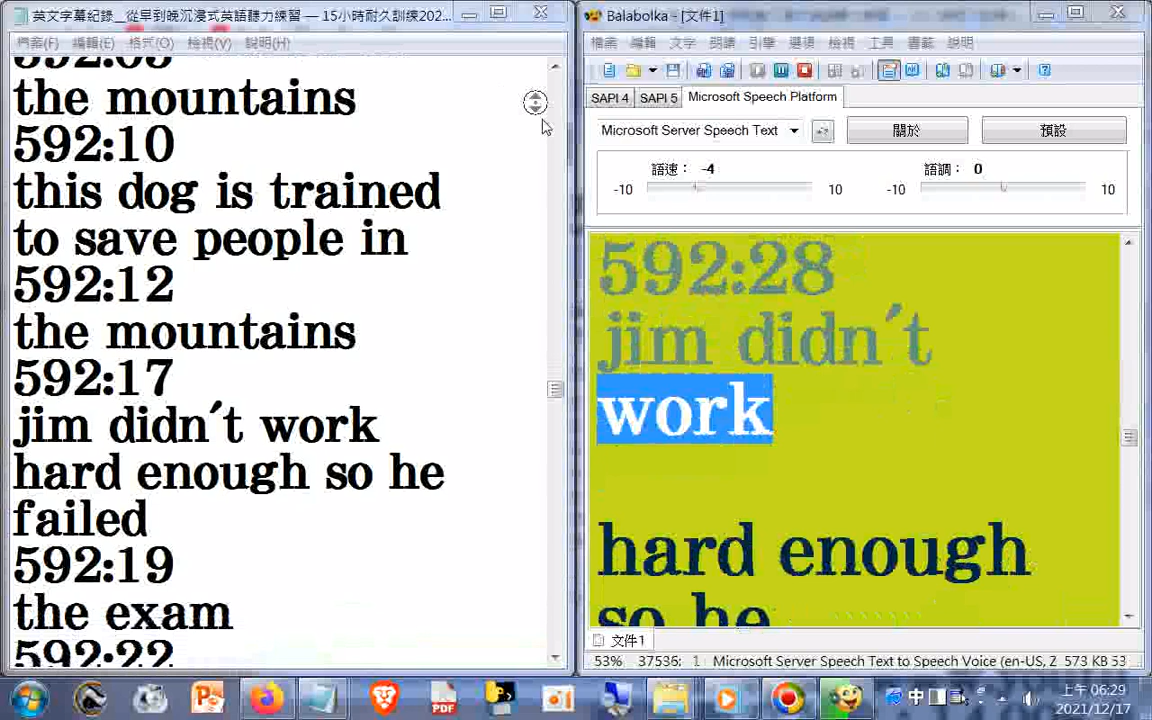 英文字幕紀錄__從早到晚沉浸式英語聽力練習 — 15小時耐久訓練202...
檔案(F) 編輯(E) 格式(O) 檢視(V) 說明(H)
the mountains
592:10
this dog is trained
to save people in
592:12
the mountains
592:17
jim didn't work
hard enough so he
failed
592:19
the exam
592:22
Balabolka - [文件1]
檔案 編輯 文字 朗讀 引擎 選項 檢視 工具 書籤 說明
SAPI 4 SAPI 5 Microsoft Speech Platform
Microsoft Server Speech Text 關於 預設
語速： -4 語調： 0
-10 10 -10 10
592:28
jim didn't
work
hard enough
so he
文件1
53% 37536: 1 Microsoft Server Speech Text to Speech Voice (en-US, Z 573 KB 53
PDF 中 上午 06:29
2021/12/17